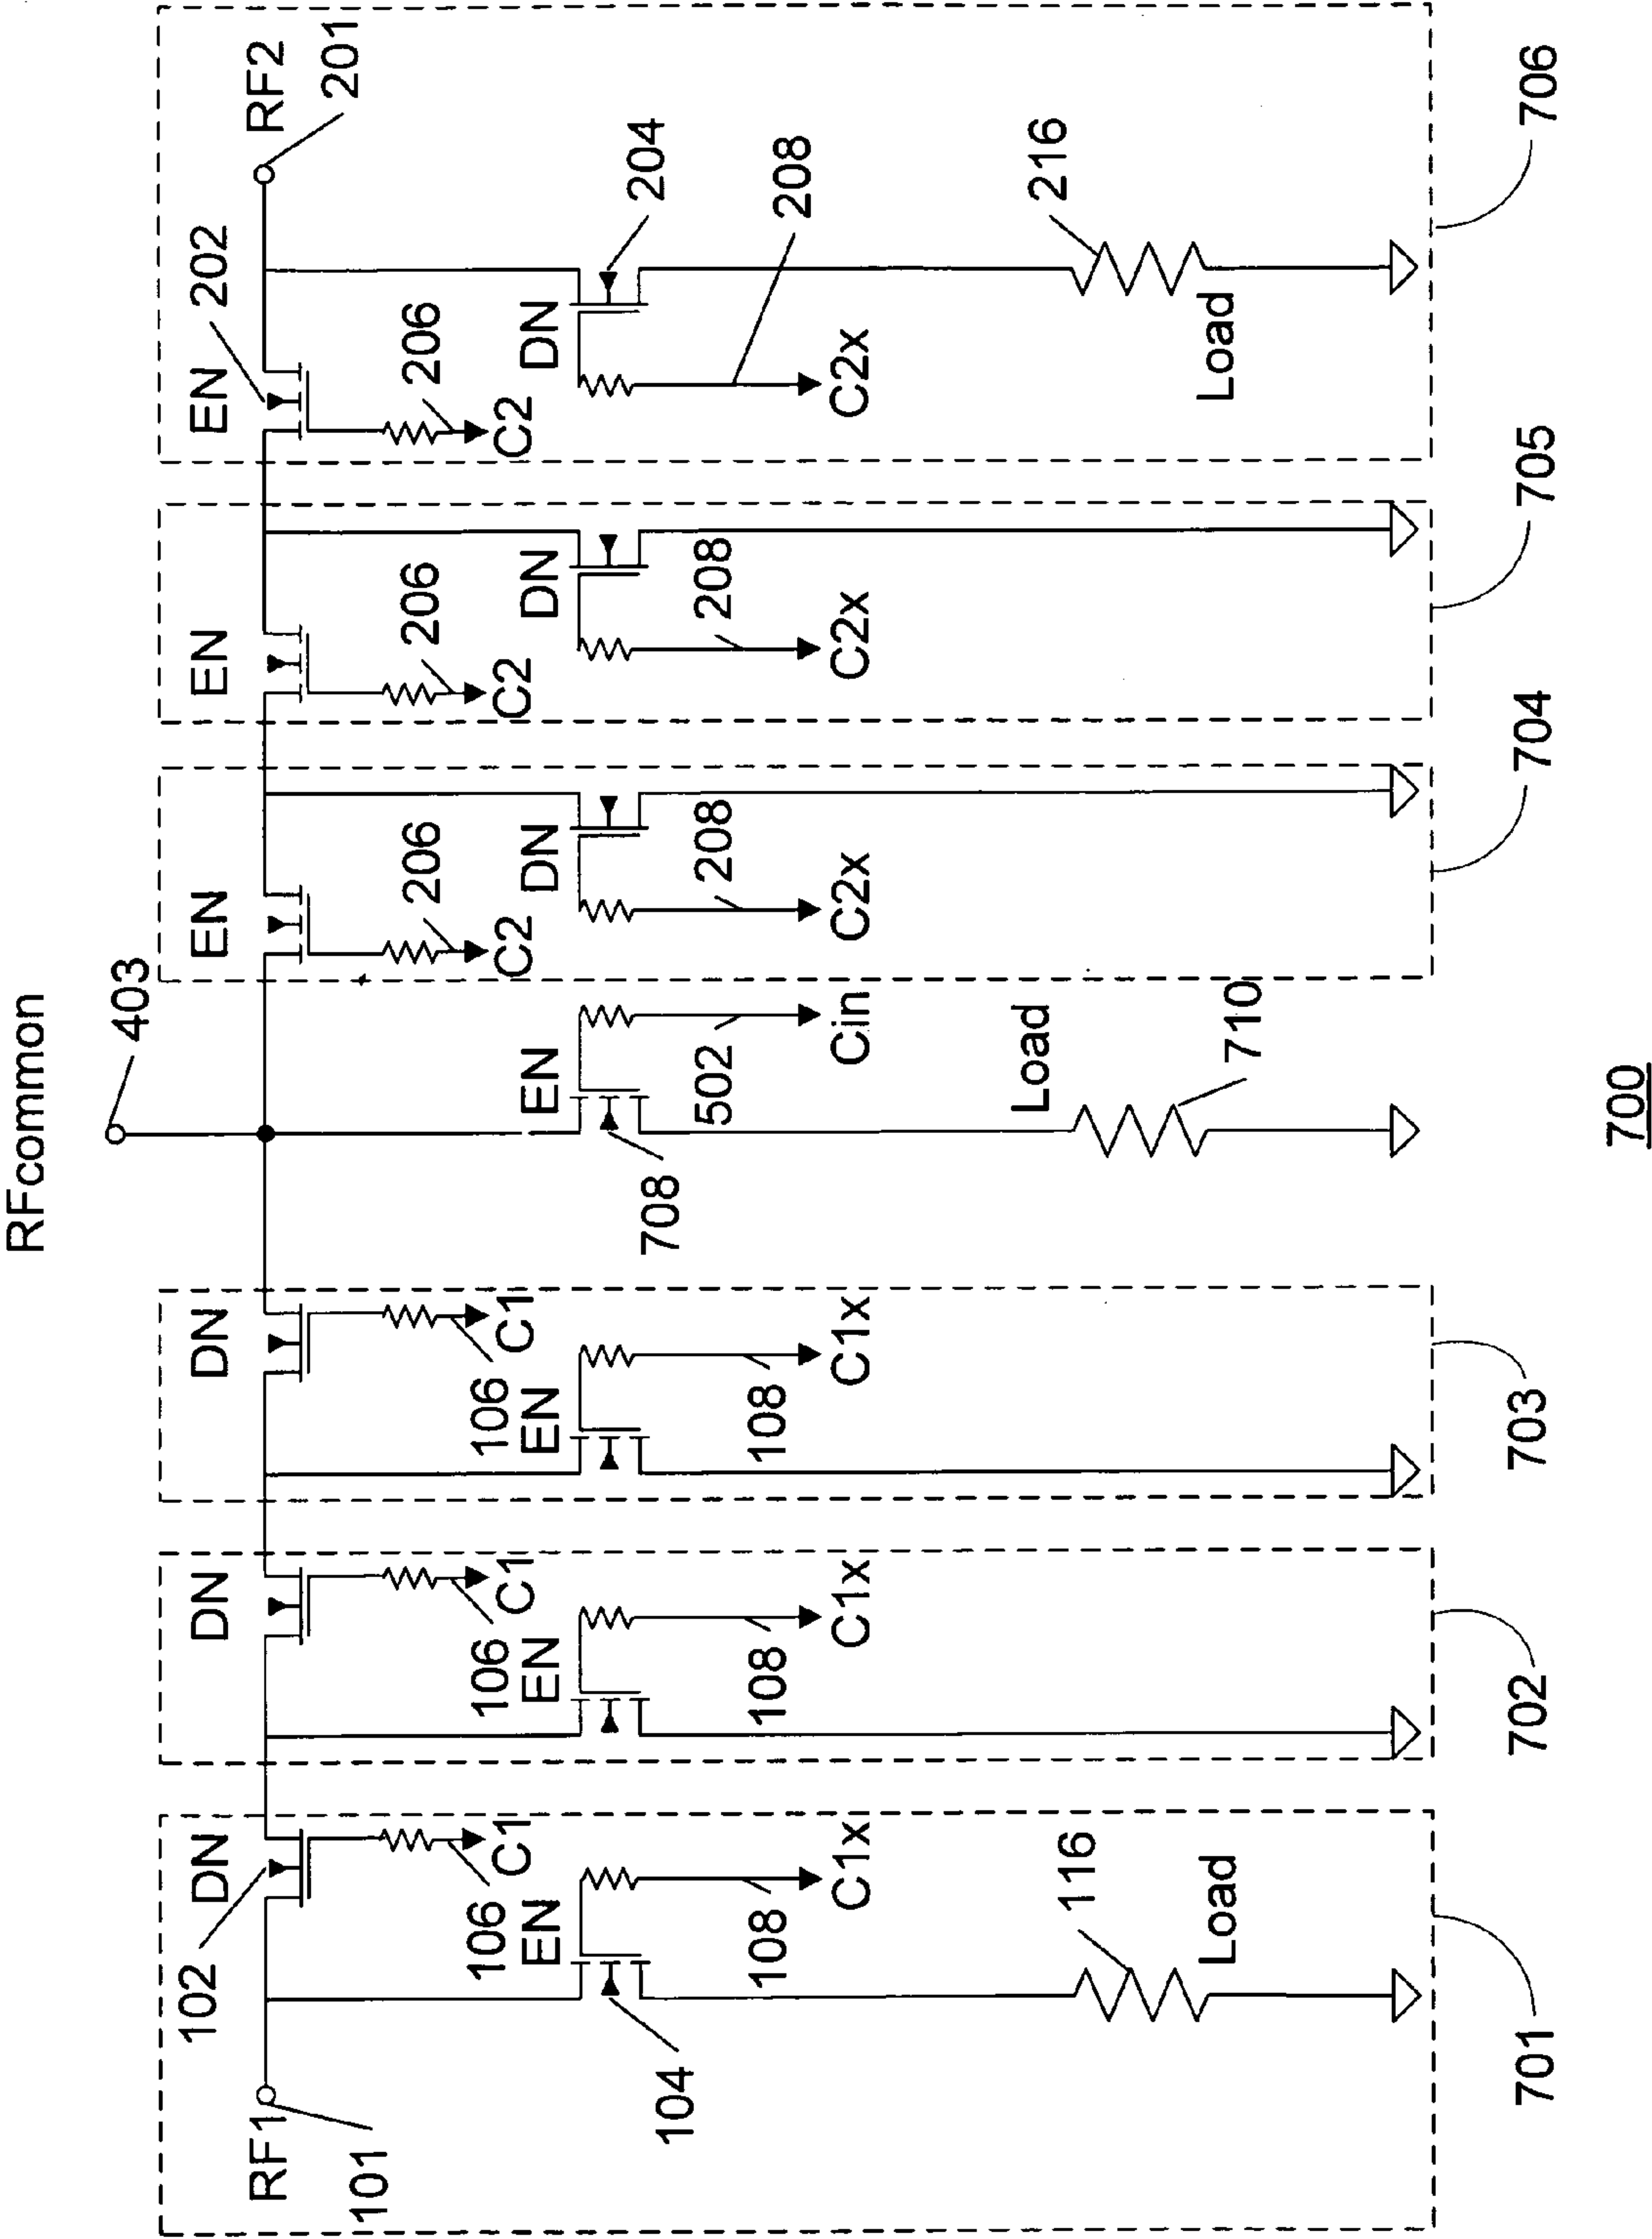 RFcommon
403
102
DN
DN
DN
EN
EN
EN
202
RF1
RF2
101
201
206
206
206
106
C1
106
C1
106
C1
C2
C2
C2
EN
EN
EN
EN
DN
DN
DN
104
708
204
108
108
108
502
208
208
208
C1x
C1x
C1x
Cin
C2x
C2x
C2x
116
Load
216
Load
710
Load
701
702
703
704
705
706
700